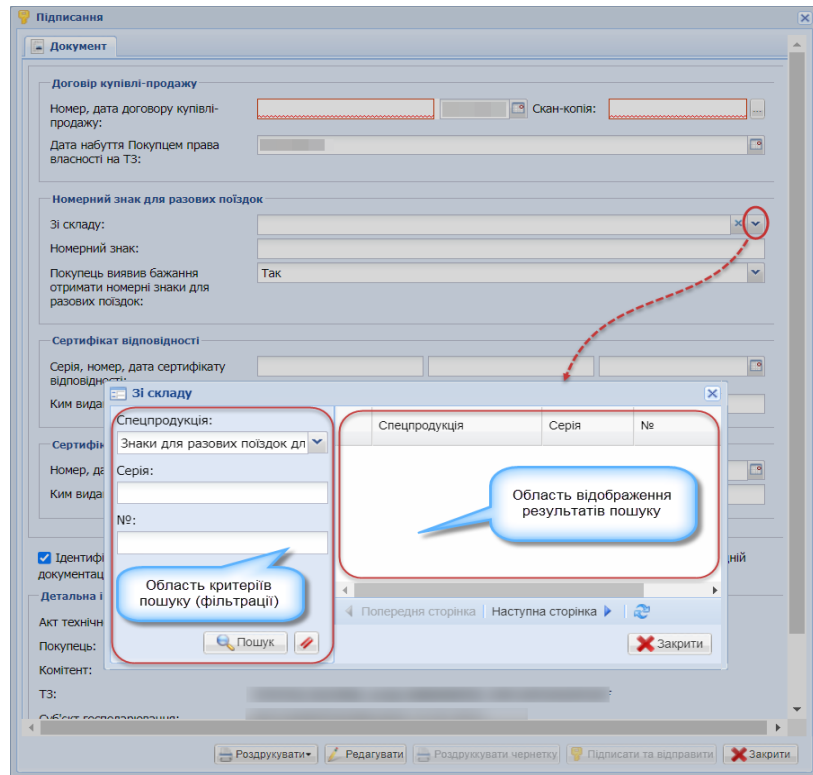 Підписання
Документ
Договір купівлі-продажу
Номер, дата договору купівлі-
продажу:
Скан-копія:
...
Дата набуття Покупцем права
власності на ТЗ:
Номерний знак для разових поїздок
Зі складу:
Номерний знак:
Покупець виявив бажання
отримати номерні знаки для
разових поїздок:
Так
Сертифікат відповідності
Серія, номер, дата сертифікату
відповідності:
Ким вида
Сертифік
Номер, да
Ким вида
Зі складу
Спецпродукція:
Знаки для разових поїздок дл
Серія:
№:
Область критеріїв
пошуку (фільтрації)
Пошук
Спецпродукція Серія №
Область відображення
результатів пошуку
Попередня сторінка Наступна сторінка
Закрити
Ідентифі
ній
документац
Детальна і
Акт технічн
Покупець:
Комітент:
ТЗ:
Суб'єкт господарювання:
Роздрукувати Редагувати Роздруккувати чернетку Підписати та відправити Закрити